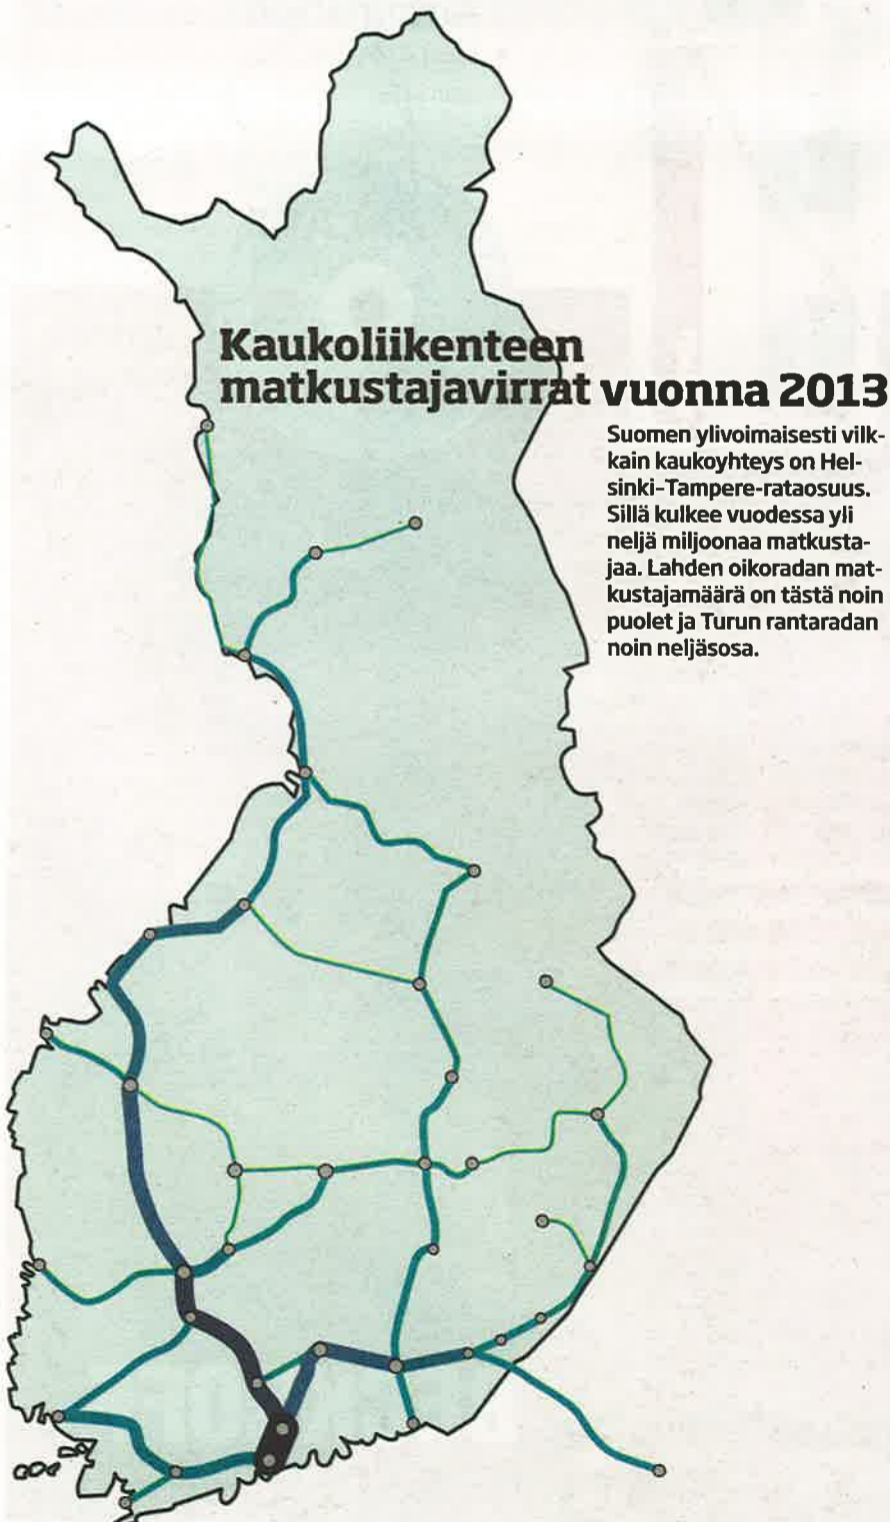 Kaukoliikenteen
matkustajavirrat vuonna 2013
Suomen ylivoimaisesti vilk-
kain kaukoyhteys on Hel-
sinki-Tampere-rataosuus.
Sillä kulkee vuodessa yli
neljä miljoonaa matkusta-
jaa. Lahden oikoradan mat-
kustajamäärä on tästä noin
puolet ja Turun rantaradan
noin neljäsosa.